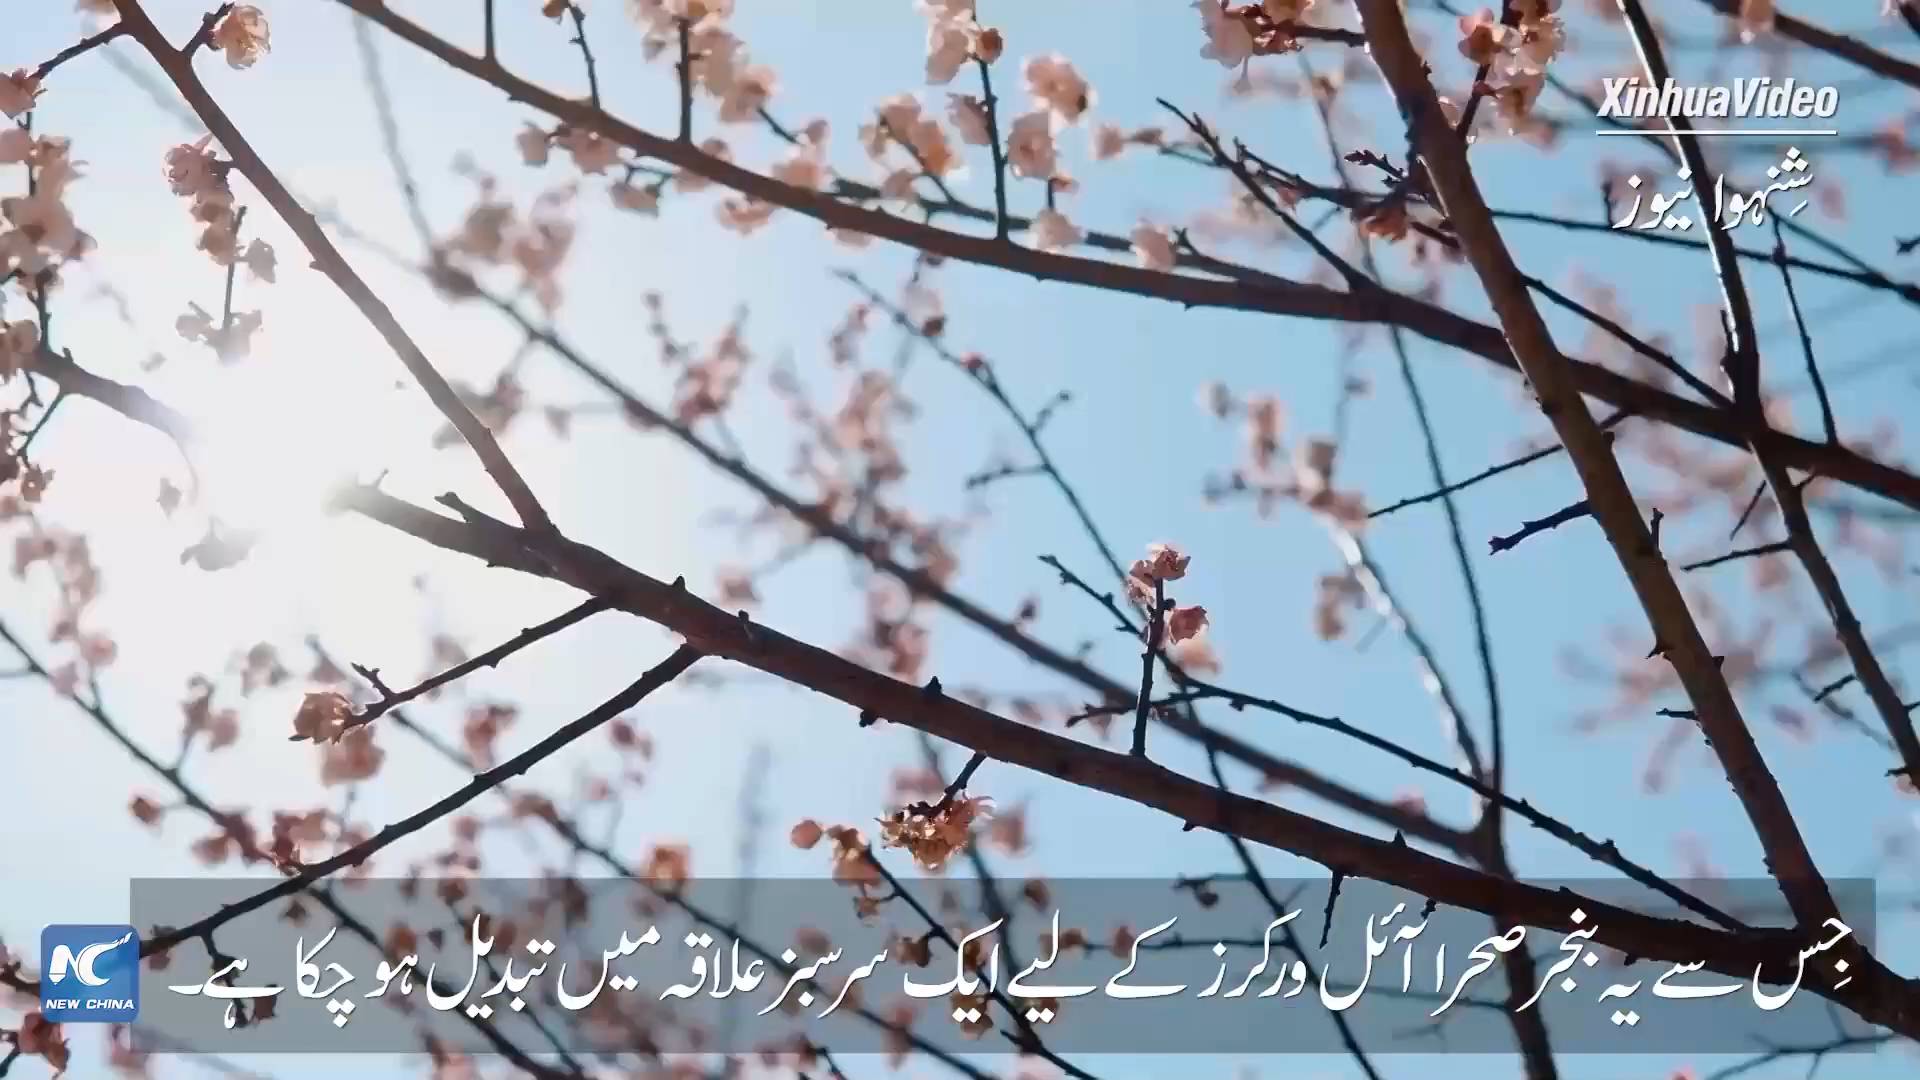 XinhuaVideo
شِنہوا نیوز
جِس سے یہ بنجر صحرا آئل ورکرز کے لیے ایک سرسبز علاقہ میں تبدیل ہو چکا ہے۔
NEW CHINA